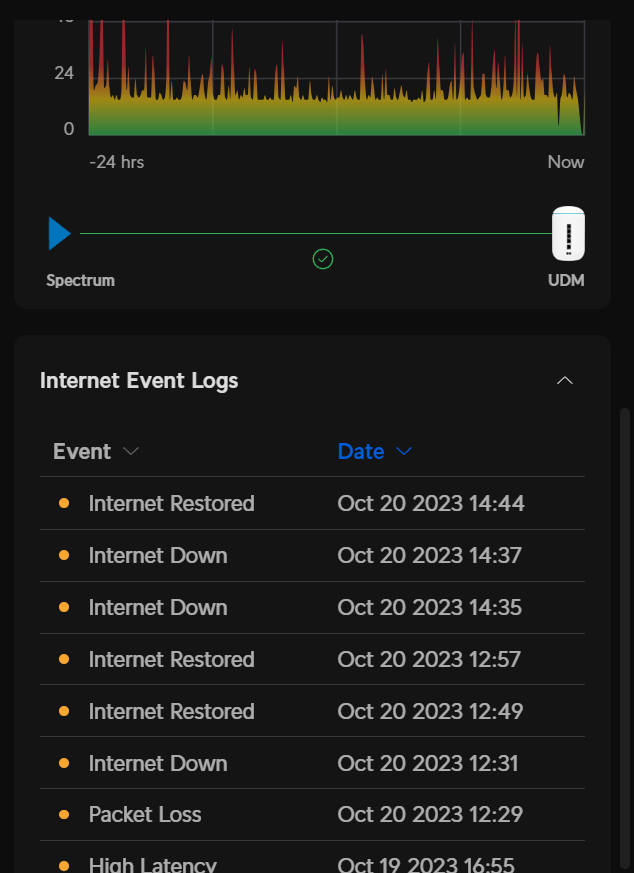 48
24
0
-24 hrs Now
Spectrum UDM
Internet Event Logs
Event Date
Internet Restored Oct 20 2023 14:44
Internet Down Oct 20 2023 14:37
Internet Down Oct 20 2023 14:35
Internet Restored Oct 20 2023 12:57
Internet Restored Oct 20 2023 12:49
Internet Down Oct 20 2023 12:31
Packet Loss Oct 20 2023 12:29
High Latency Oct 19 2023 16:55